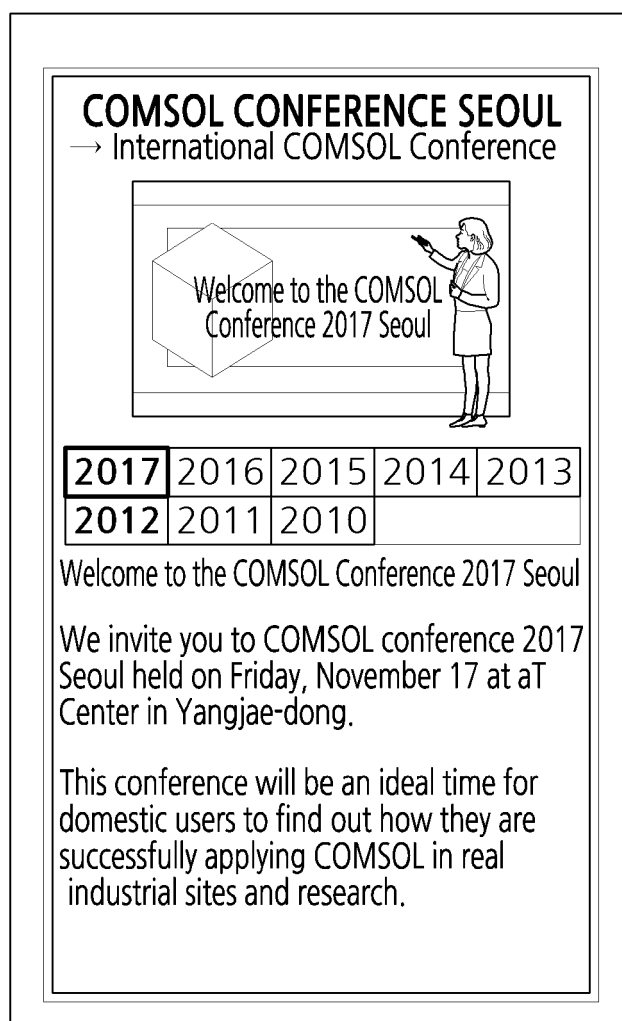 COMSOL CONFERENCE SEOUL
→ International COMSOL Conference
Welcome to the COMSOL
Conference 2017 Seoul
2017 2016 2015 2014 2013
2012 2011 2010
Welcome to the COMSOL Conference 2017 Seoul
We invite you to COMSOL conference 2017
Seoul held on Friday, November 17 at aT
Center in Yangjae-dong.
This conference will be an ideal time for
domestic users to find out how they are
successfully applying COMSOL in real
industrial sites and research.